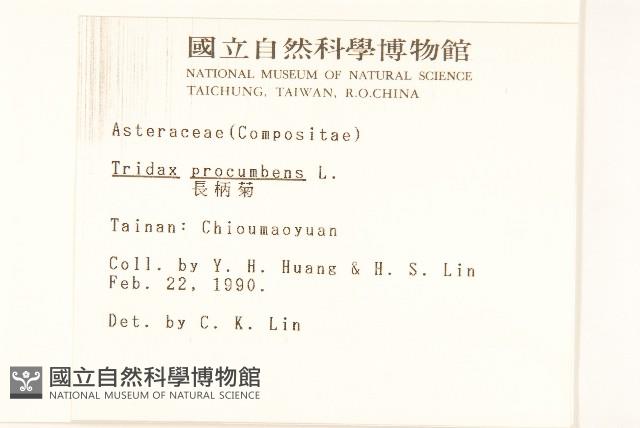 國立自然科學博物館
NATIONAL MUSEUM OF NATURAL SCIENCE
TAICHUNG, TAIWAN, R.O.CHINA
Asteraceae(Compositae)
Tridax procumbens L.
長柄菊
Tainan: Chioumaoyuan
Coll. by Y. H. Huang & H. S. Lin
Feb. 22, 1990.
Det. by C. K. Lin
國立自然科學博物館
NATIONAL MUSEUM OF NATURAL SCIENCE